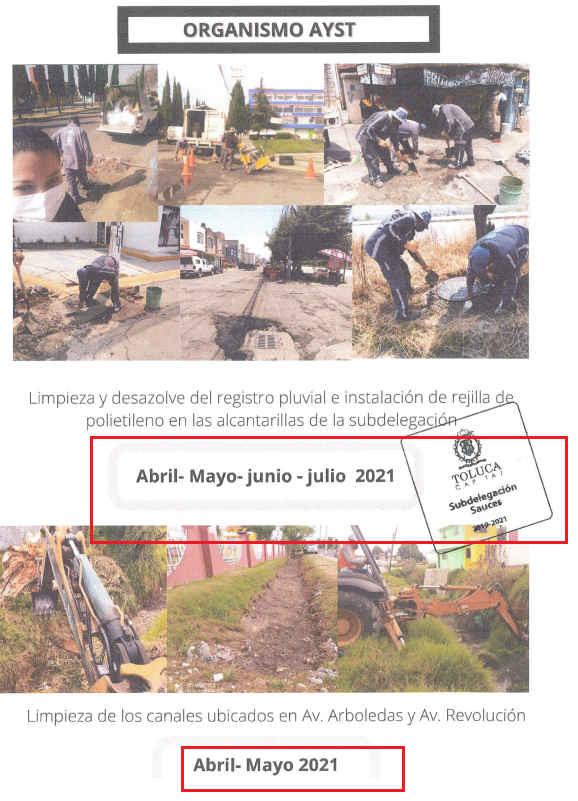 ORGANISMO AYST
Limpieza y desazolve del registro pluvial e instalación de rejilla de
polietileno en las alcantarillas de la subdelegación
Abril- Mayo- junio - julio 2021
TOLUCA
CAPITAL
Subdelegación
Sauces
2019-2021
Limpieza de los canales ubicados en Av. Arboledas y Av. Revolución
Abril- Mayo 2021